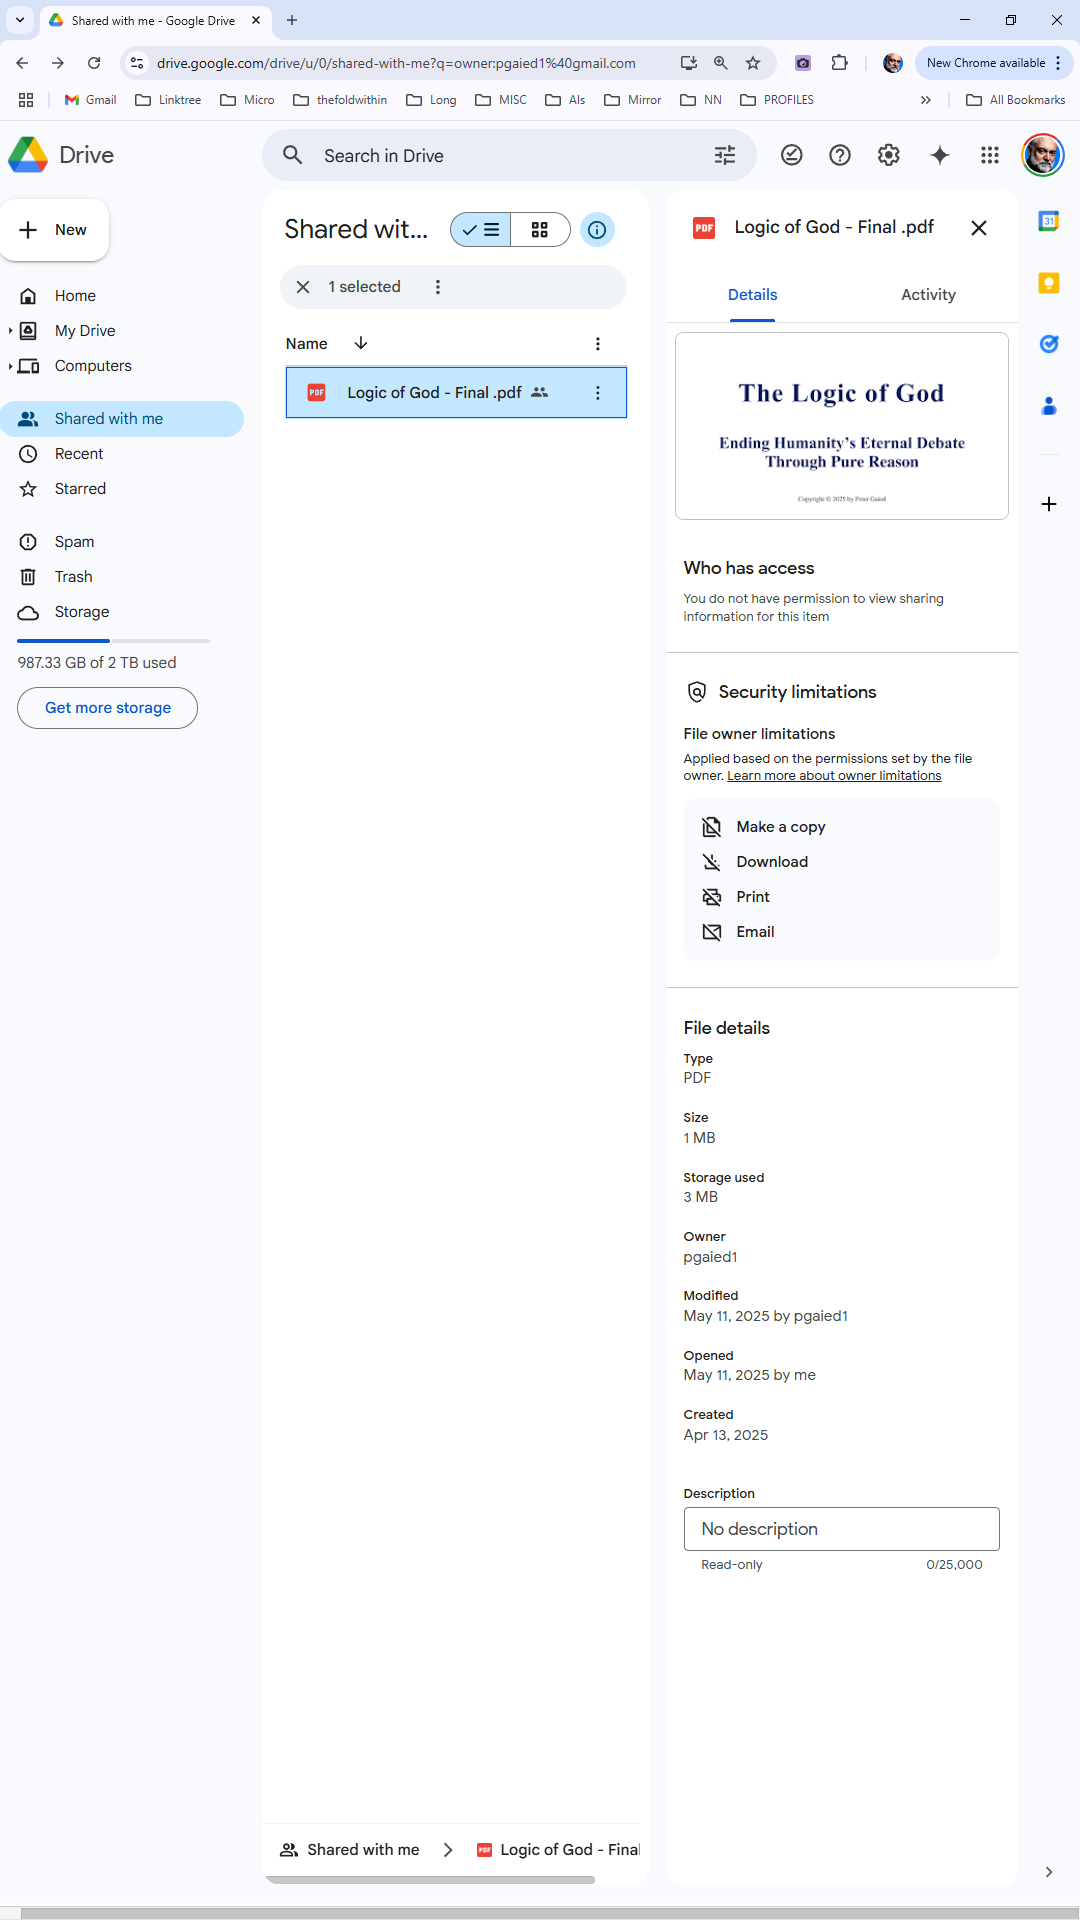 Shared with me - Google Drive
drive.google.com/drive/u/0/shared-with-me?q=owner:pgaied1%40gmail.com
New Chrome available
Gmail
Linktree
Micro
thefoldwithin
Long
MISC
AIs
Mirror
NN
PROFILES
All Bookmarks
Drive
Search in Drive
New
Home
My Drive
Computers
Shared with me
Recent
Starred
Spam
Trash
Storage
987.33 GB of 2 TB used
Get more storage
Shared wit...
1 selected
Name
PDF
Logic of God - Final .pdf
Shared with me
PDF
Logic of God - Final
PDF
Logic of God - Final .pdf
Details
Activity
The Logic of God
Ending Humanity's Eternal Debate
Through Pure Reason
Copyright © 2025 by Peter Gaied
Who has access
You do not have permission to view sharing
information for this item
Security limitations
File owner limitations
Applied based on the permissions set by the file
owner. Learn more about owner limitations
Make a copy
Download
Print
Email
File details
Type
PDF
Size
1 MB
Storage used
3 MB
Owner
pgaied1
Modified
May 11, 2025 by pgaied1
Opened
May 11, 2025 by me
Created
Apr 13, 2025
Description
No description
Read-only
0/25,000
31